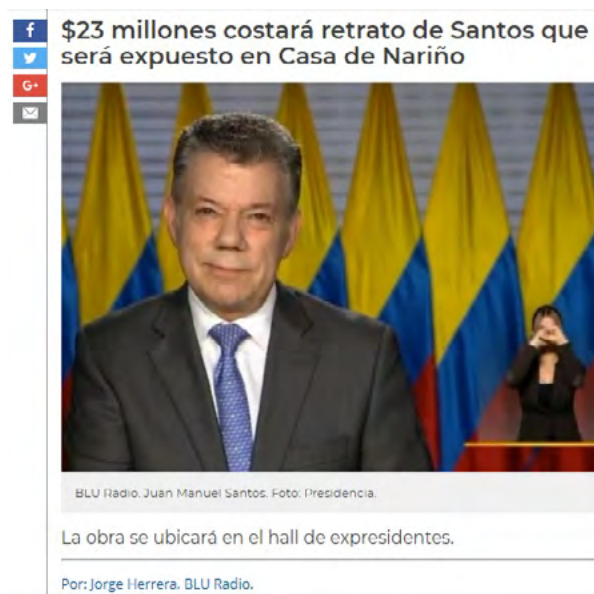 $23 millones costará retrato de Santos que
será expuesto en Casa de Nariño
f
G+
BLU Radio. Juan Manuel Santos. Foto: Presidencia.
La obra se ubicará en el hall de expresidentes.
Por: Jorge Herrera. BLU Radio.